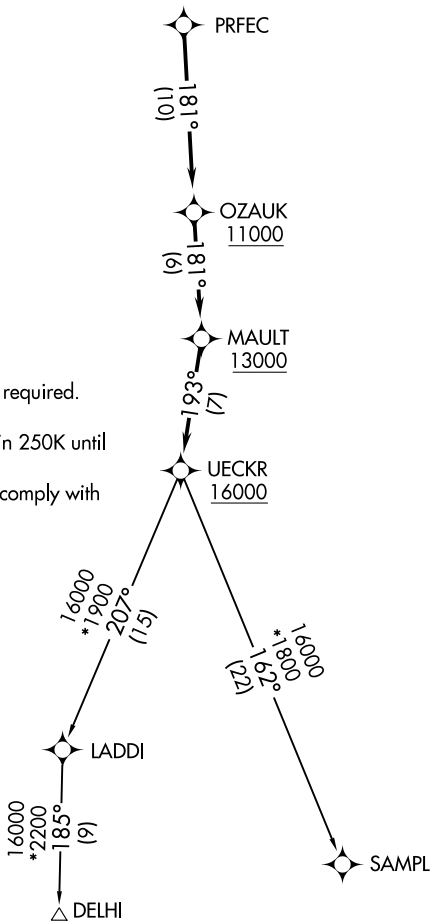 PRFEC
181°
(10)
OZAUK
11000
181°
(9)
MAULT
13000
required.
193°
(7)
n 250K until
UECKR
16000
comply with
16000
*1900
207°
(15)
16000
*1800
162°
(22)
LADDI
16000
*2200
185°
(9)
SAMPL
DELHI